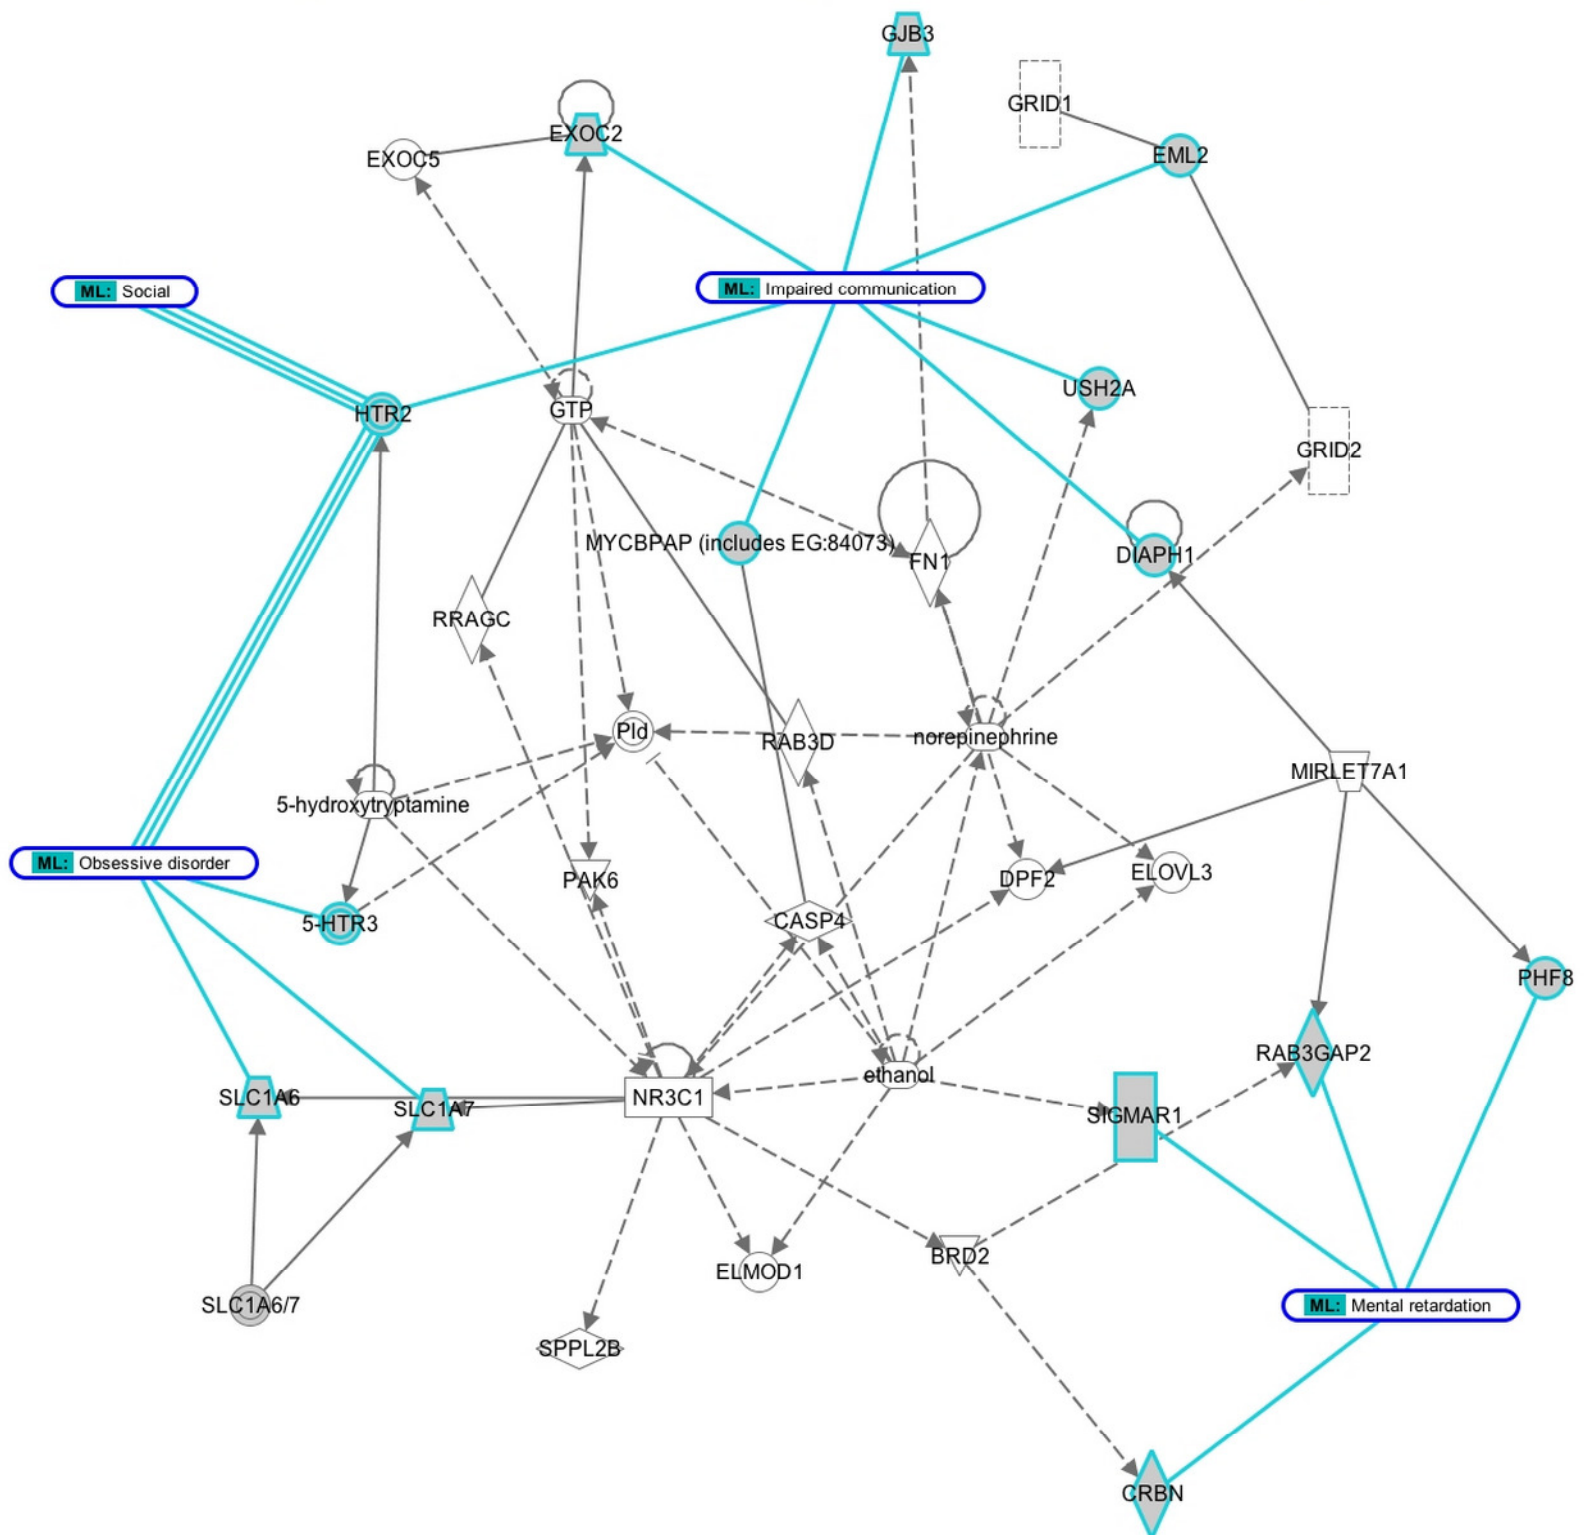 GJB3
GRID1
EXOC2
EXOC5
EML2
ML: Social
ML: Impaired communication
USH2A
GTP
HTR2
GRID2
MYCBPAP (includes EG:84073)
FN1
DIAPH1
RRAGC
Pld
RAB3D
norepinephrine
MIRLET7A1
5-hydroxytryptamine
ML: Obsessive disorder
PAK6
DPF2
ELOVL3
CASP4
5-HTR3
PHF8
RAB3GAP2
ethanol
SLC1A6
SLC1A7
NR3C1
SIGMAR1
BRD2
ELMOD1
SLC1A6/7
ML: Mental retardation
SPPL2B
CRBN